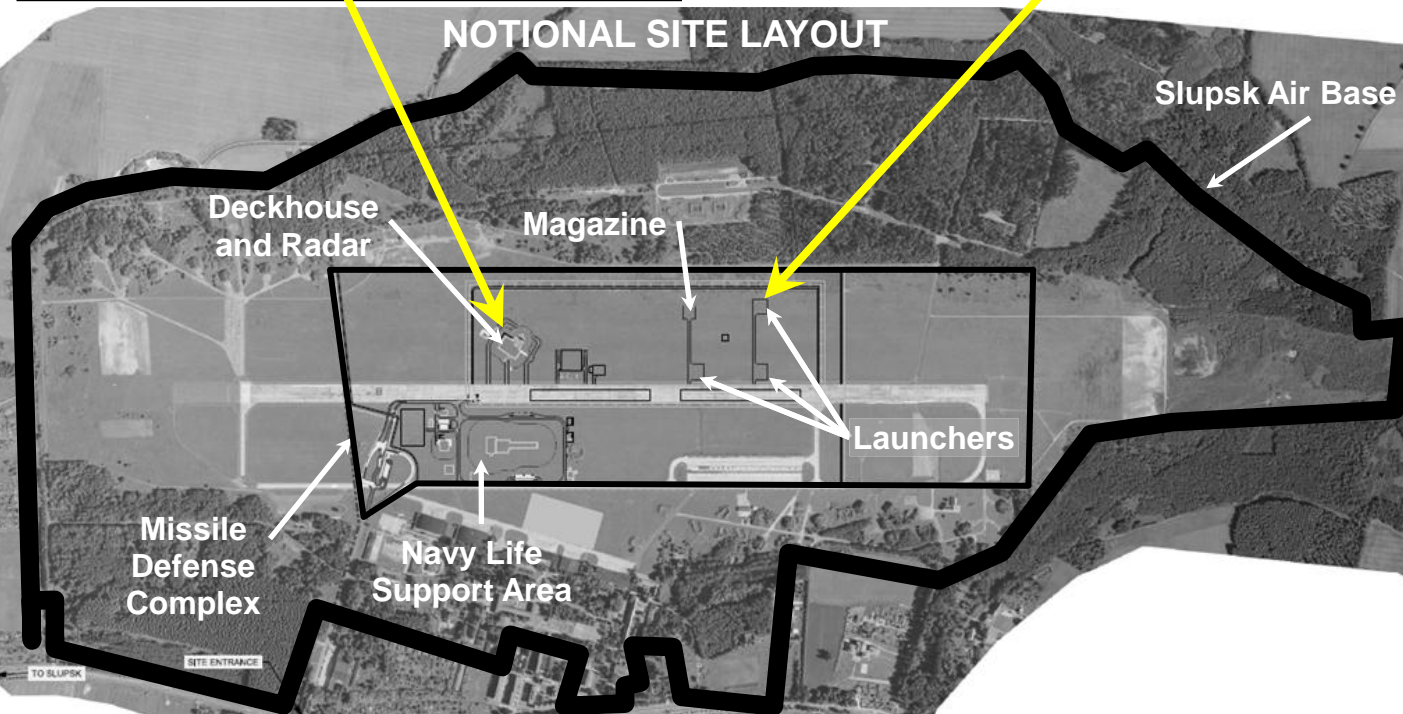 NOTIONAL SITE LAYOUT
Slupsk Air Base
Deckhouse
and Radar
Magazine
Launchers
Missile
Defense
Complex
Navy Life
Support Area
SITE ENTRANCE
TO SLUPSK